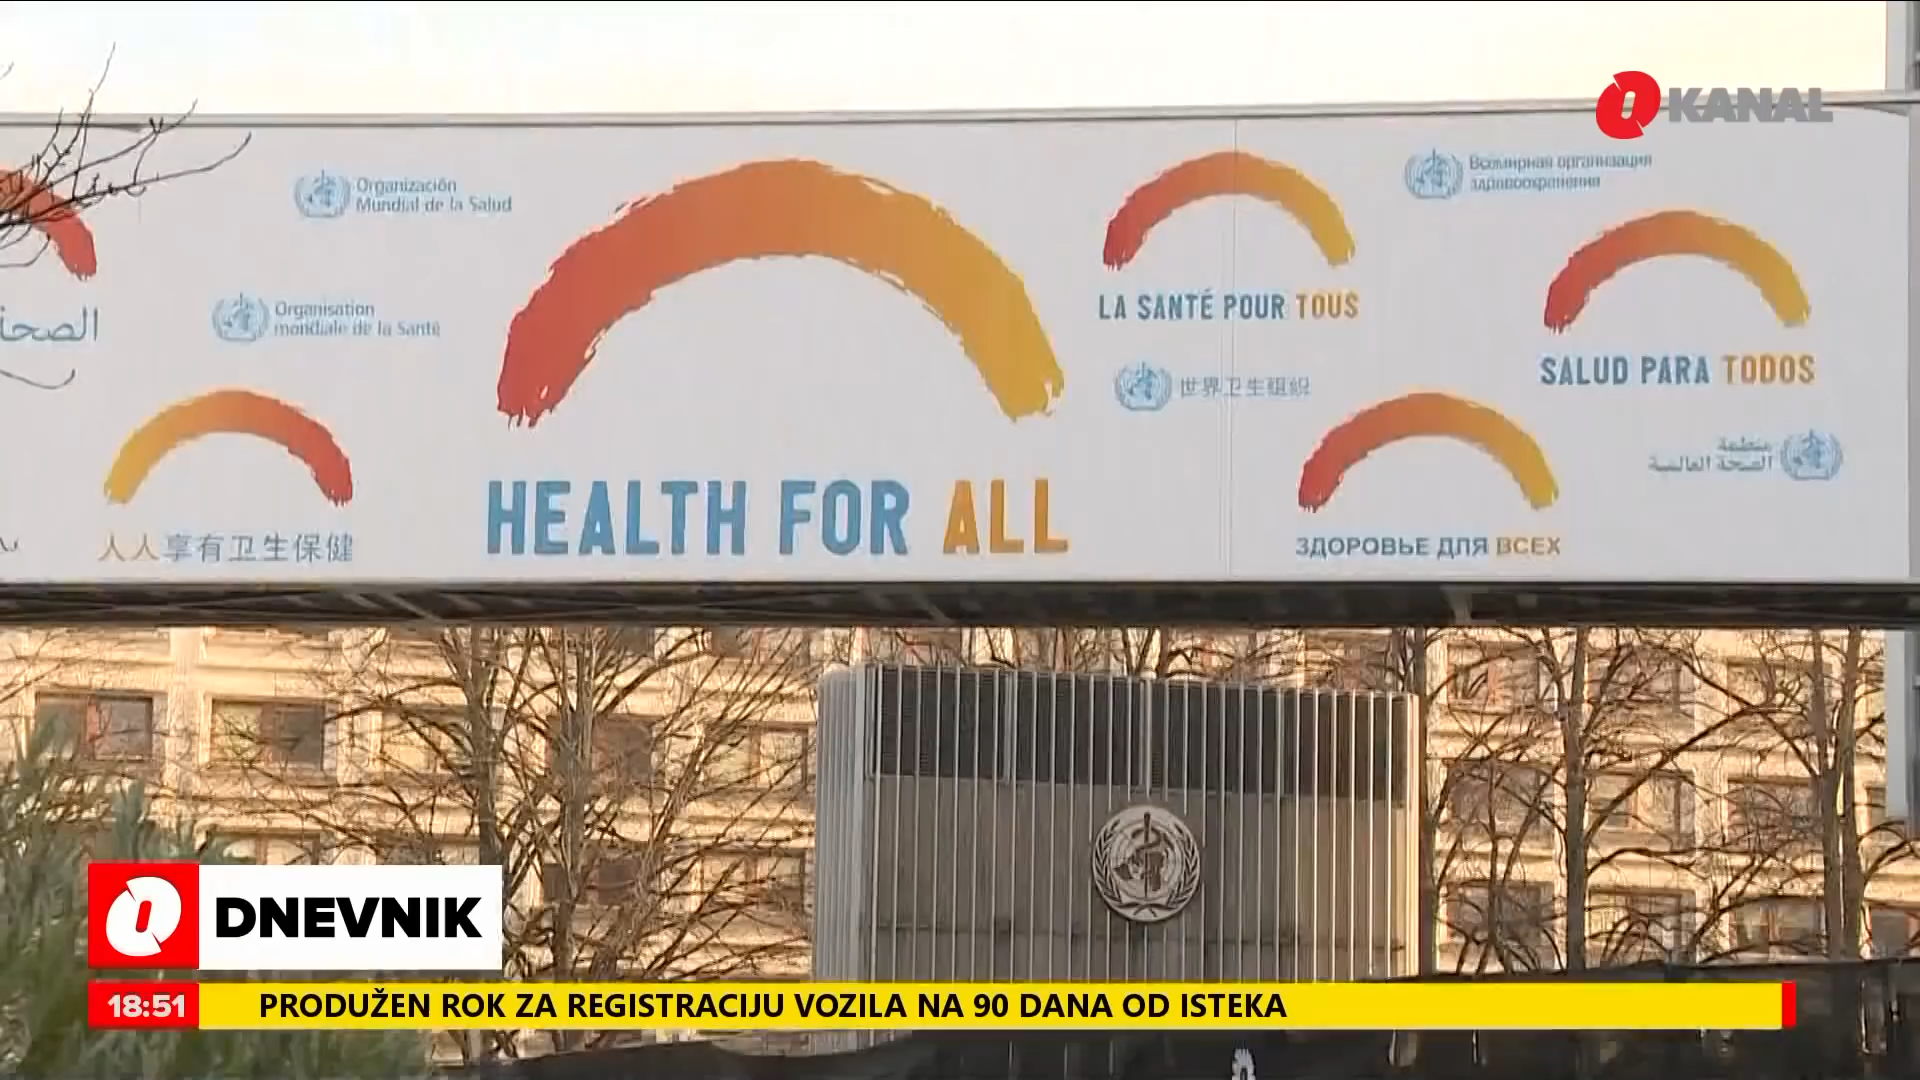 KANAL
Organización
Mundial de la Salud
Всемирная организация
здравоохранения
Organisation
mondiale de la Santé
الصحة
LA SANTÉ POUR TOUS
SALUD PARA TODOS
世界卫生组织
منظمة
الصحة العالمية
人人享有卫生保健
HEALTH FOR ALL
ЗДОРОВЬЕ ДЛЯ ВСЕХ
DNEVNIK
18:51
PRODUŽEN ROK ZA REGISTRACIJU VOZILA NA 90 DANA OD ISTEKA